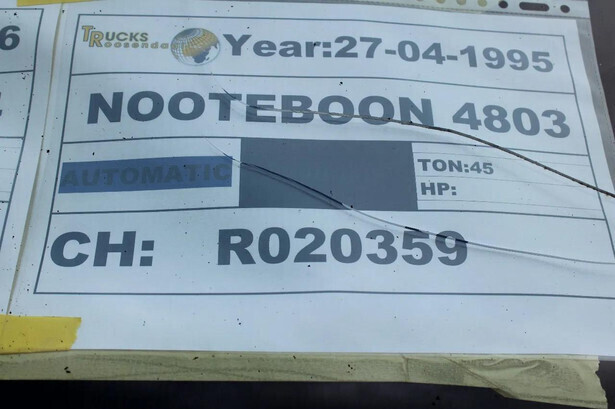 TRUCKS
Roosendaal
Year:27-04-1995
NOOTEBOON 4803
AUTOMATIC
TON:45
HP:
CH: R020359
6